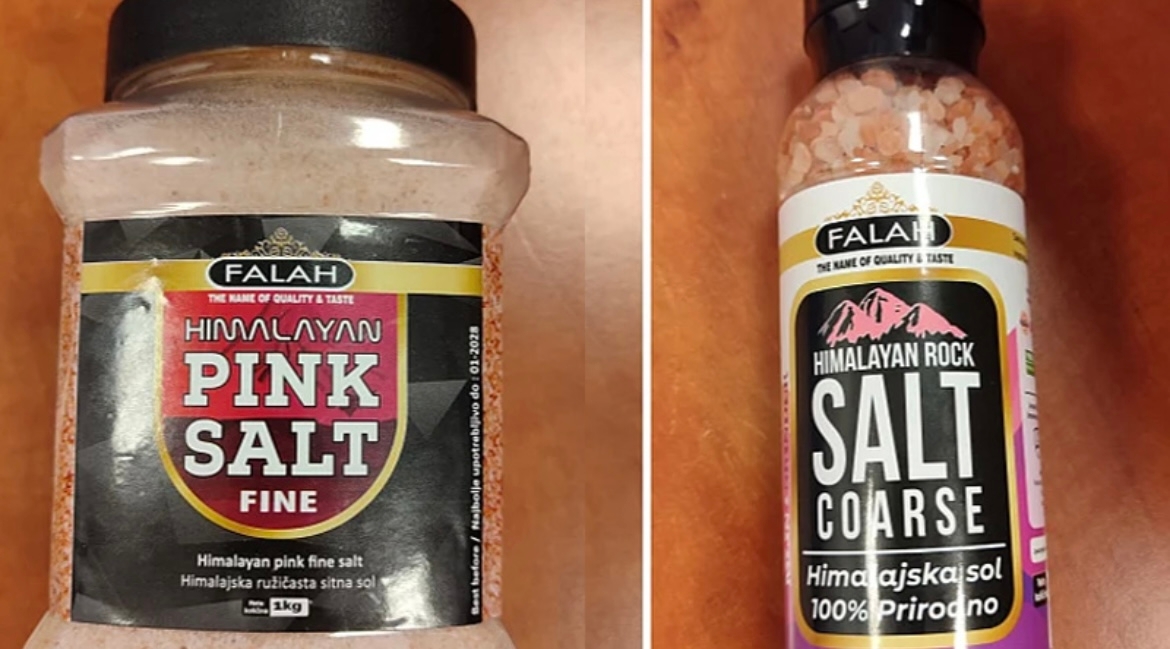 FALAH
THE NAME OF QUALITY & TASTE
HIMALAYAN
PINK
SALT
FINE
Himalayan pink fine salt
Himalajska ružičasta sitna sol
Neto
količina 1kg
Best before / Najbolje upotrebljivo do : 01-2028
FALAH
THE NAME OF QUALITY & TASTE
HIMALAYAN ROCK
SALT
COARSE
Himalajska sol
100% Prirodno